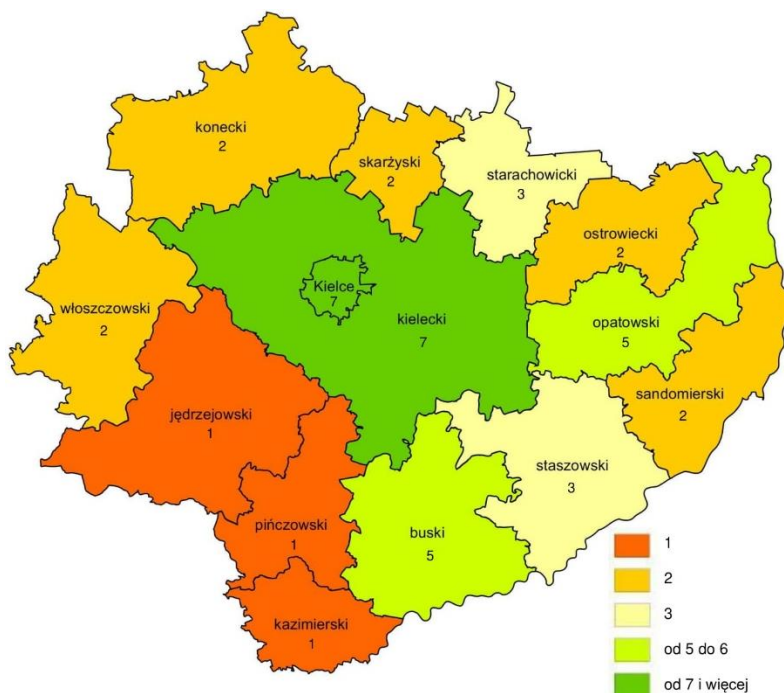 konecki
2
skarżyski
2
starachowicki
3
ostrowiecki
2
włoszczowski
2
Kielce
7
kielecki
7
opatowski
5
sandomierski
2
jędrzejowski
1
staszowski
3
pińczowski
1
buski
5
kazimierski
1
1
2
3
od 5 do 6
od 7 i więcej